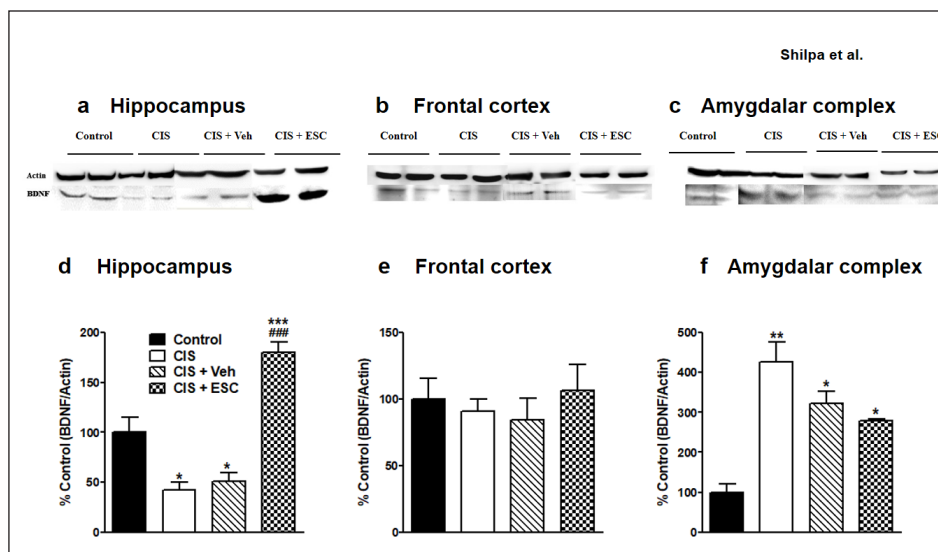 Shilpa et al.
a Hippocampus
b Frontal cortex
c Amygdalar complex
Control CIS CIS + Veh CIS + ESC
Control CIS CIS + Veh CIS + ESC
Control CIS CIS + Veh CIS + ESC
Actin
BDNF
d Hippocampus
e Frontal cortex
f Amygdalar complex
% Control (BDNF/Actin)
200
150
100
50
0
Control
CIS
CIS + Veh
CIS + ESC
*
*
***
###
% Control (BDNF/Actin)
150
100
50
0
% Control (BDNF/Actin)
500
400
300
200
100
0
**
*
*